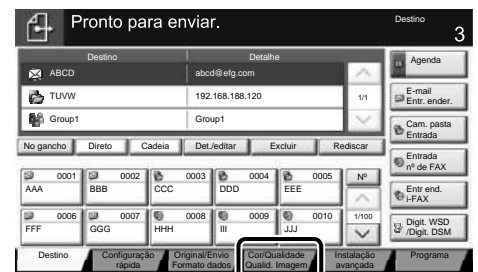 Pronto para enviar.
Destino
3
Destino Detalhe
ABCD abcd@efg.com
TUVW 192.168.188.120
1/1
Group1 Group1
No gancho Direto Cadeia Det./editar Excluir Rediscar
0001 0002 0003 0004 0005 Nº
AAA BBB CCC DDD EEE
0006 0007 0008 0009 0010 1/100
FFF GGG HHH III JJJ
Agenda
E-mail
Entr. ender.
Cam. pasta
Entrada
Entrada
nº de FAX
Entr end.
i-FAX
Digit. WSD
/Digit. DSM
Destino
Configuração
rápida
Original/Envio
Formato dados
Cor/Qualidade
Qualid. Imagem
Instalação
avançada
Programa